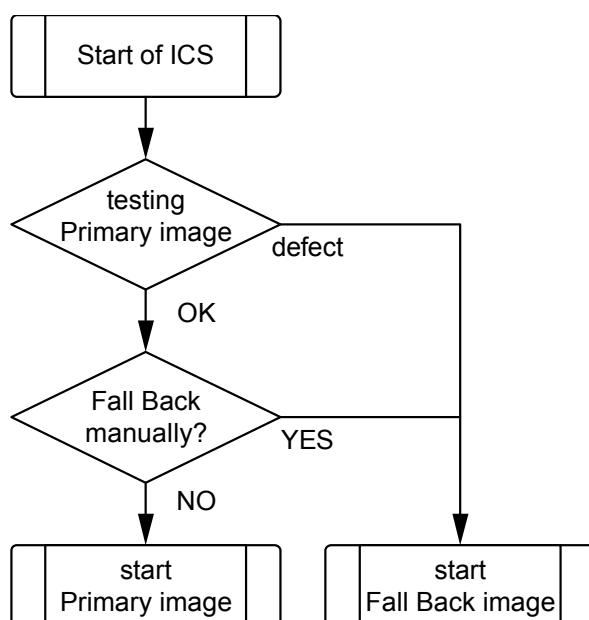 Start of ICS
testing
Primary image
defect
OK
Fall Back
manually?
YES
NO
start
Primary image
start
Fall Back image